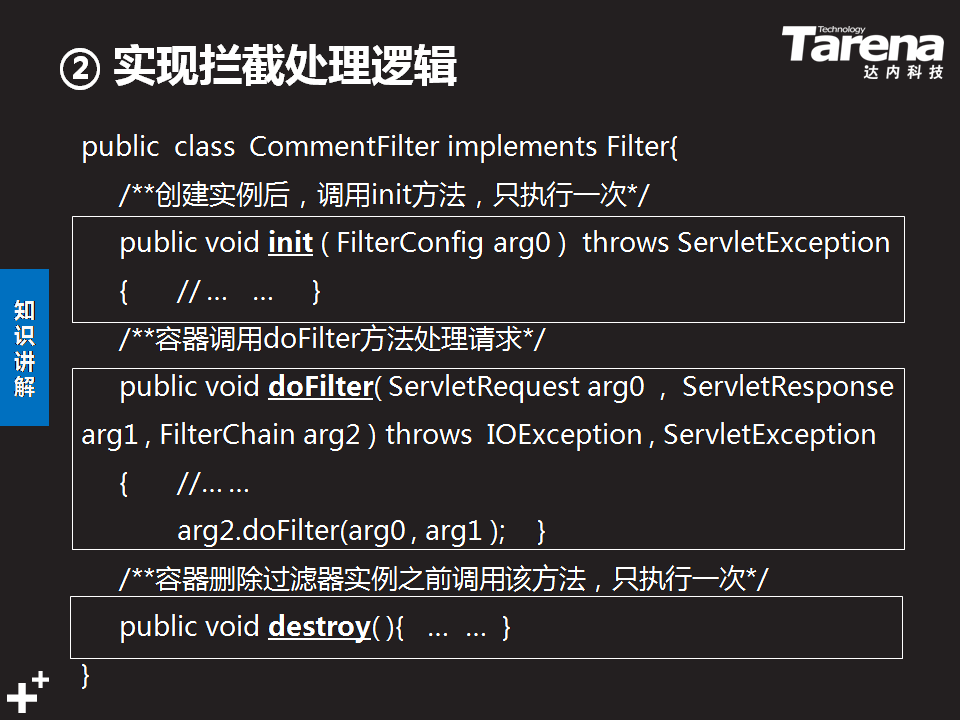 ② 实现拦截处理逻辑
Technology
Tarena
达内科技
public class CommentFilter implements Filter{
/**创建实例后，调用init方法，只执行一次*/
public void init ( FilterConfig arg0 ) throws ServletException
{ // … … }
/**容器调用doFilter方法处理请求*/
public void doFilter( ServletRequest arg0 , ServletResponse
arg1 , FilterChain arg2 ) throws IOException , ServletException
{ //… …
arg2.doFilter(arg0 , arg1 ); }
/**容器删除过滤器实例之前调用该方法，只执行一次*/
public void destroy( ){ … … }
}
知识讲解